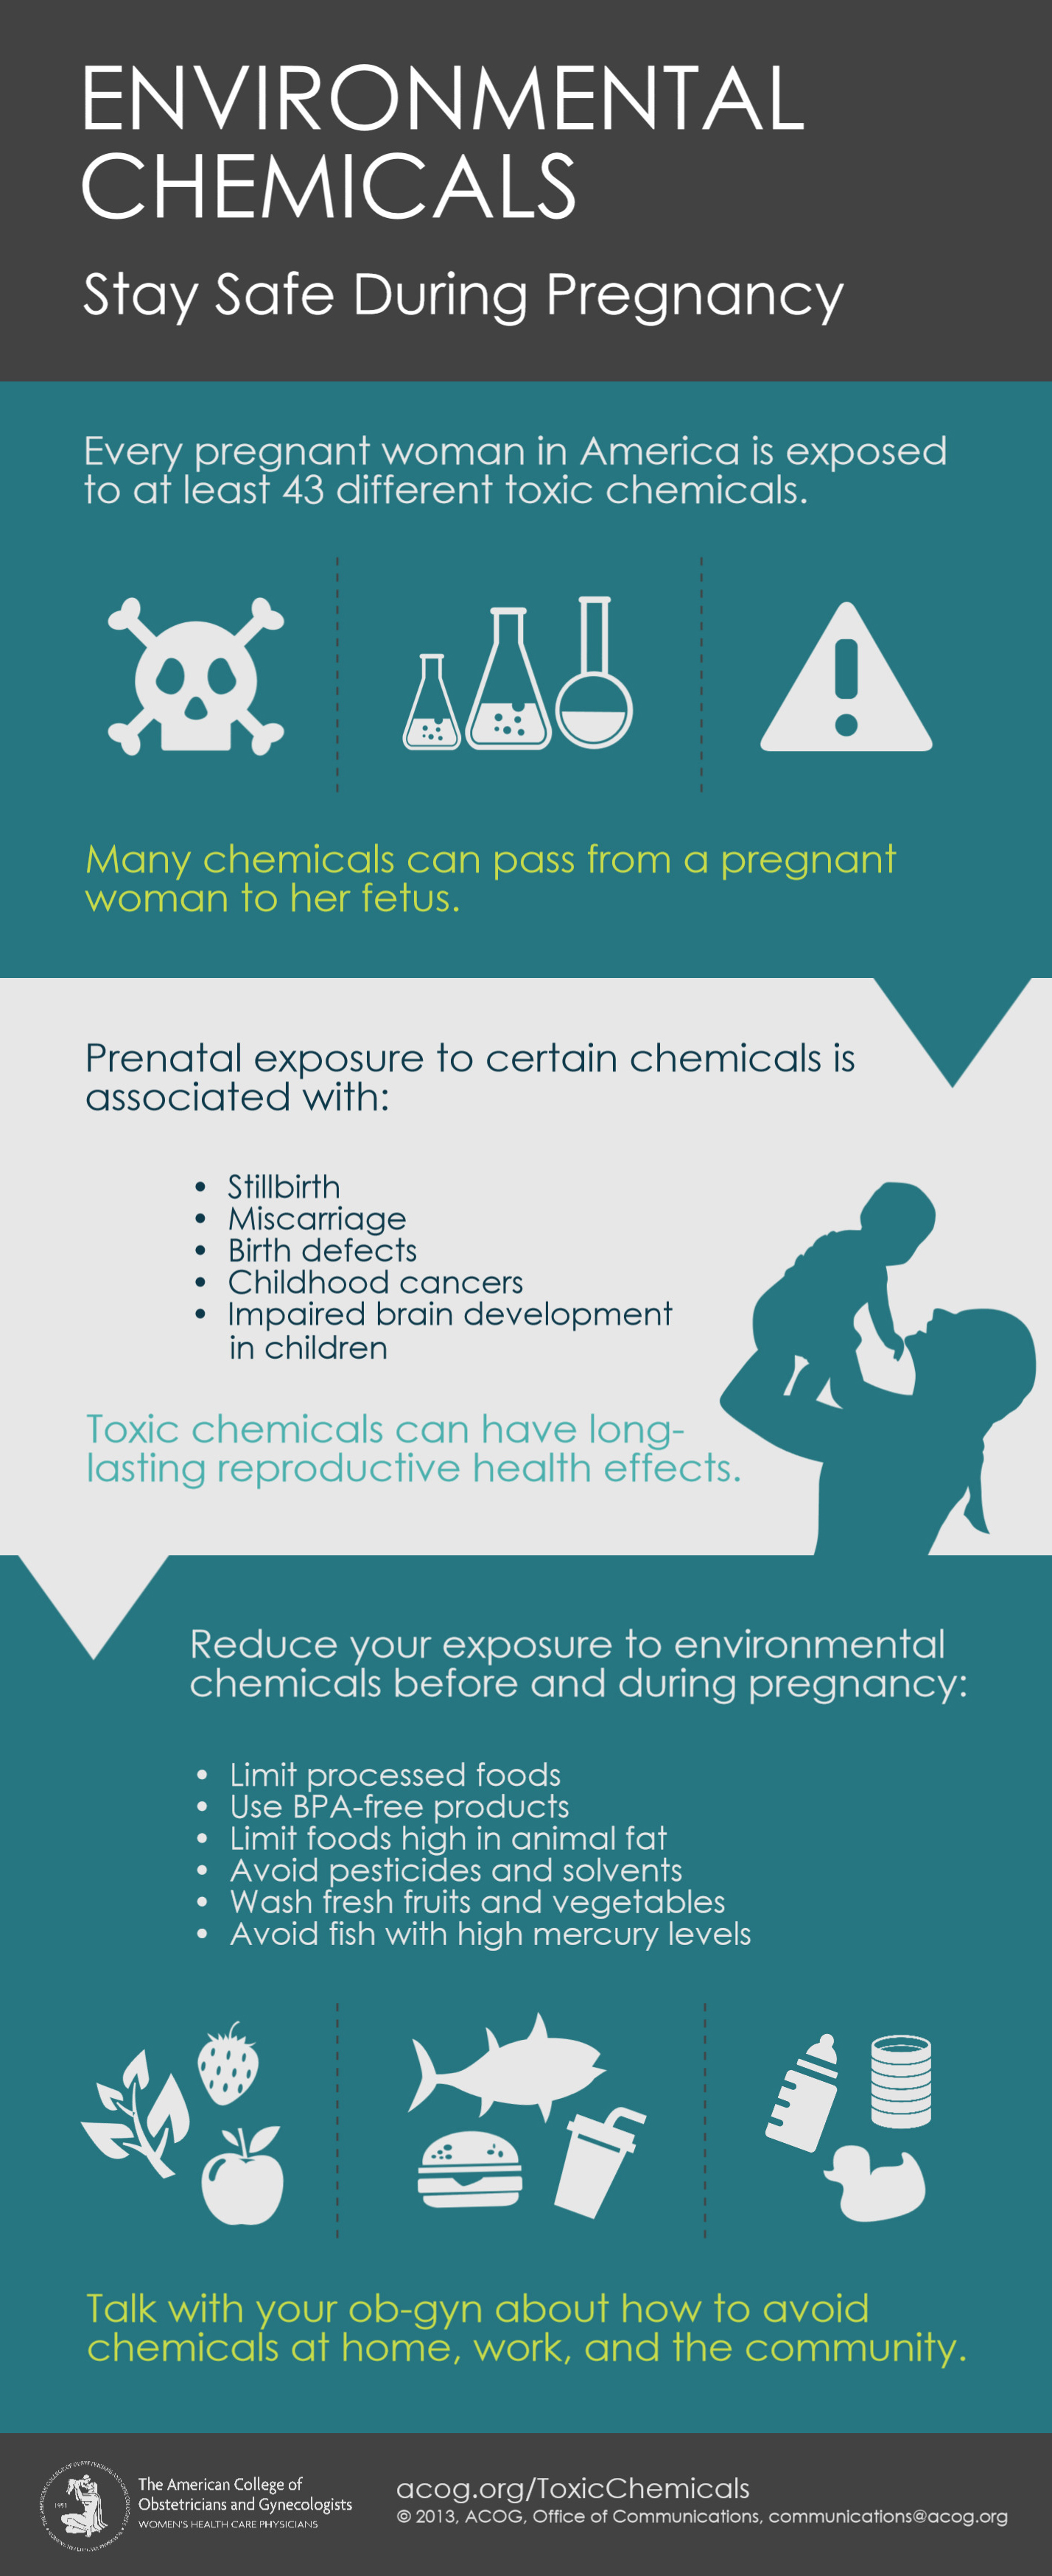 ENVIRONMENTAL
CHEMICALS
Stay Safe During Pregnancy
Every pregnant woman in America is exposed
to at least 43 different toxic chemicals.
Many chemicals can pass from a pregnant
woman to her fetus.
Prenatal exposure to certain chemicals is
associated with:
• Stillbirth
• Miscarriage
• Birth defects
• Childhood cancers
• Impaired brain development
in children
Toxic chemicals can have long-
lasting reproductive health effects.
Reduce your exposure to environmental
chemicals before and during pregnancy:
• Limit processed foods
• Use BPA-free products
• Limit foods high in animal fat
• Avoid pesticides and solvents
• Wash fresh fruits and vegetables
• Avoid fish with high mercury levels
Talk with your ob-gyn about how to avoid
chemicals at home, work, and the community.
1951
The American College of
Obstetricians and Gynecologists
WOMEN'S HEALTH CARE PHYSICIANS
acog.org/ToxicChemicals
© 2013, ACOG, Office of Communications, communications@acog.org